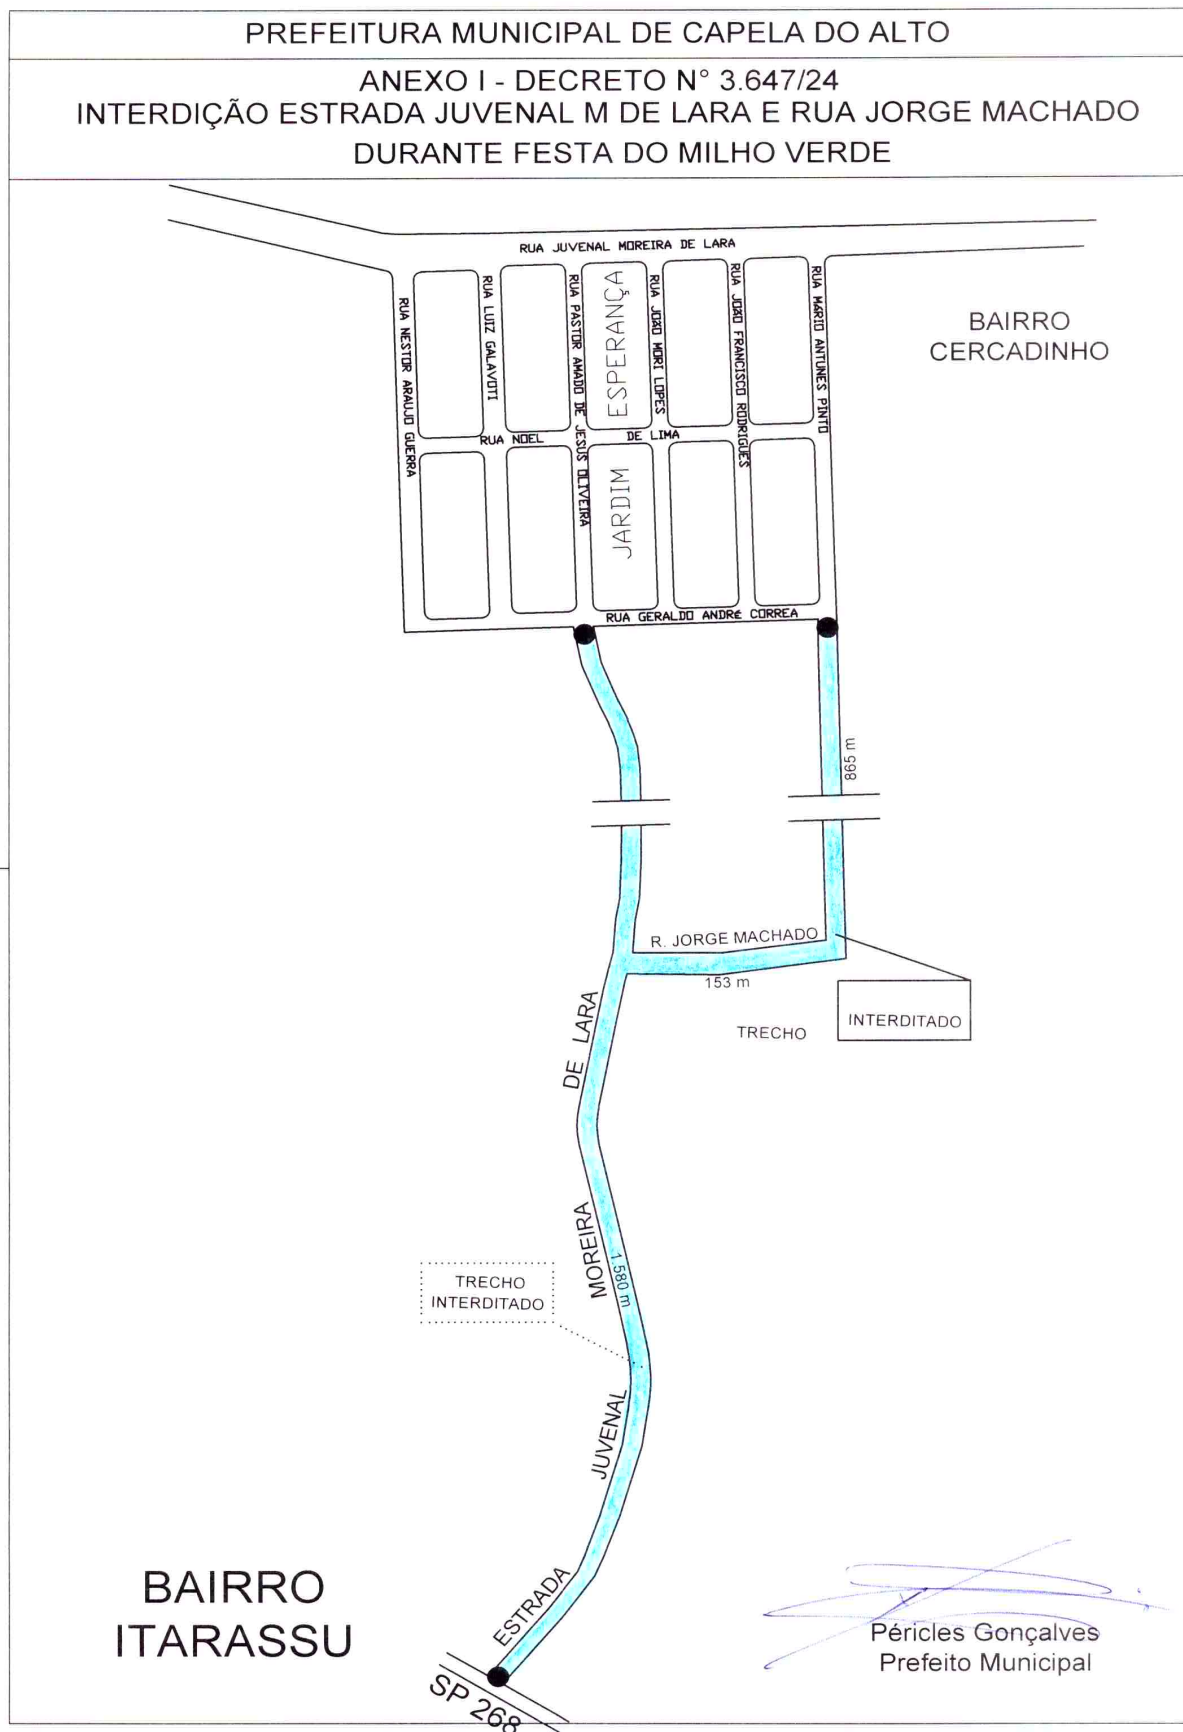 PREFEITURA MUNICIPAL DE CAPELA DO ALTO
ANEXO I - DECRETO N° 3.647/24
INTERDIÇÃO ESTRADA JUVENAL M DE LARA E RUA JORGE MACHADO
DURANTE FESTA DO MILHO VERDE
RUA JUVENAL MOREIRA DE LARA
RUA NESTOR ARAUJO GUERRA
RUA LUIZ GALAVOTI
RUA PASTOR AMADO DE JESUS OLIVEIRA
JARDIM ESPERANÇA
RUA JOÃO MORI LOPES
RUA JOÃO FRANCISCO RODRIGUES
RUA MÁRIO ANTUNES PINTO
BAIRRO
CERCADINHO
RUA NOEL DE LIMA
RUA GERALDO ANDRé CORREA
865 m
R. JORGE MACHADO
153 m
TRECHO INTERDITADO
ESTRADA JUVENAL MOREIRA DE LARA
1.580 m
TRECHO
INTERDITADO
BAIRRO
ITARASSU
SP 268
Péricles Gonçalves
Prefeito Municipal